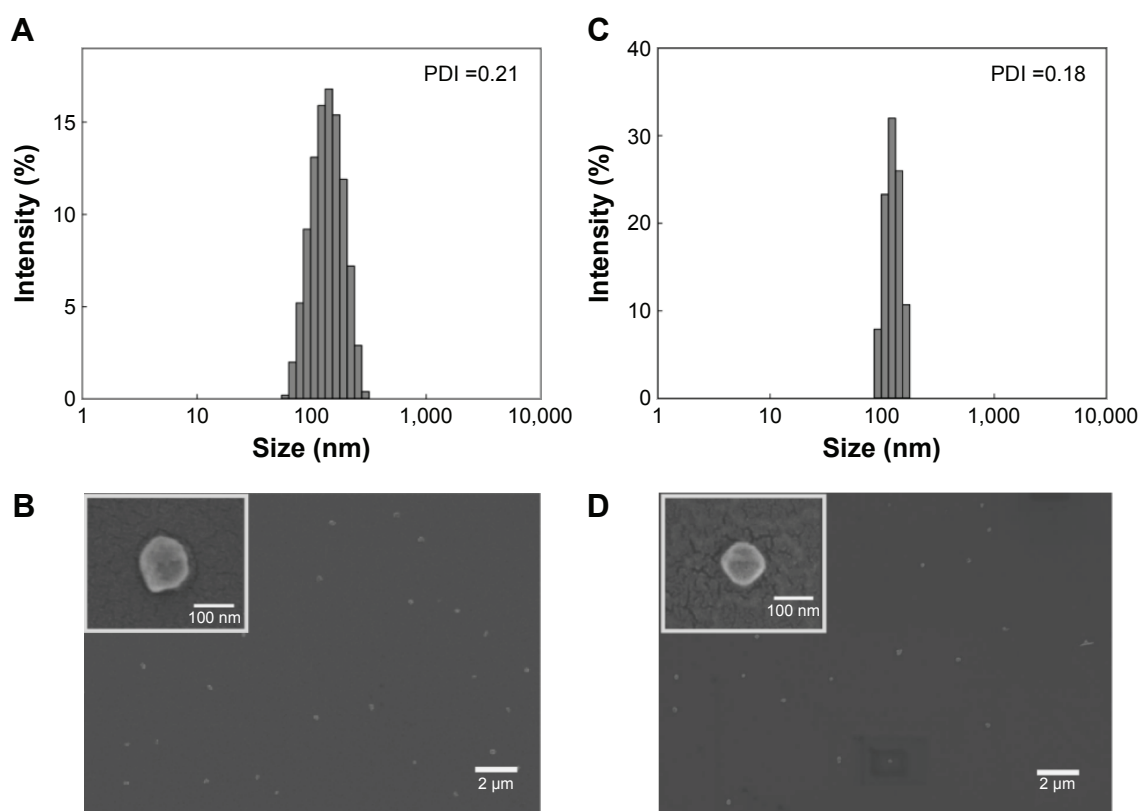 A
PDI =0.21
Intensity (%)
15
10
5
0
1
10
100
1,000
10,000
Size (nm)
C
PDI =0.18
Intensity (%)
40
30
20
10
0
1
10
100
1,000
10,000
Size (nm)
B
100 nm
2 µm
D
100 nm
2 µm